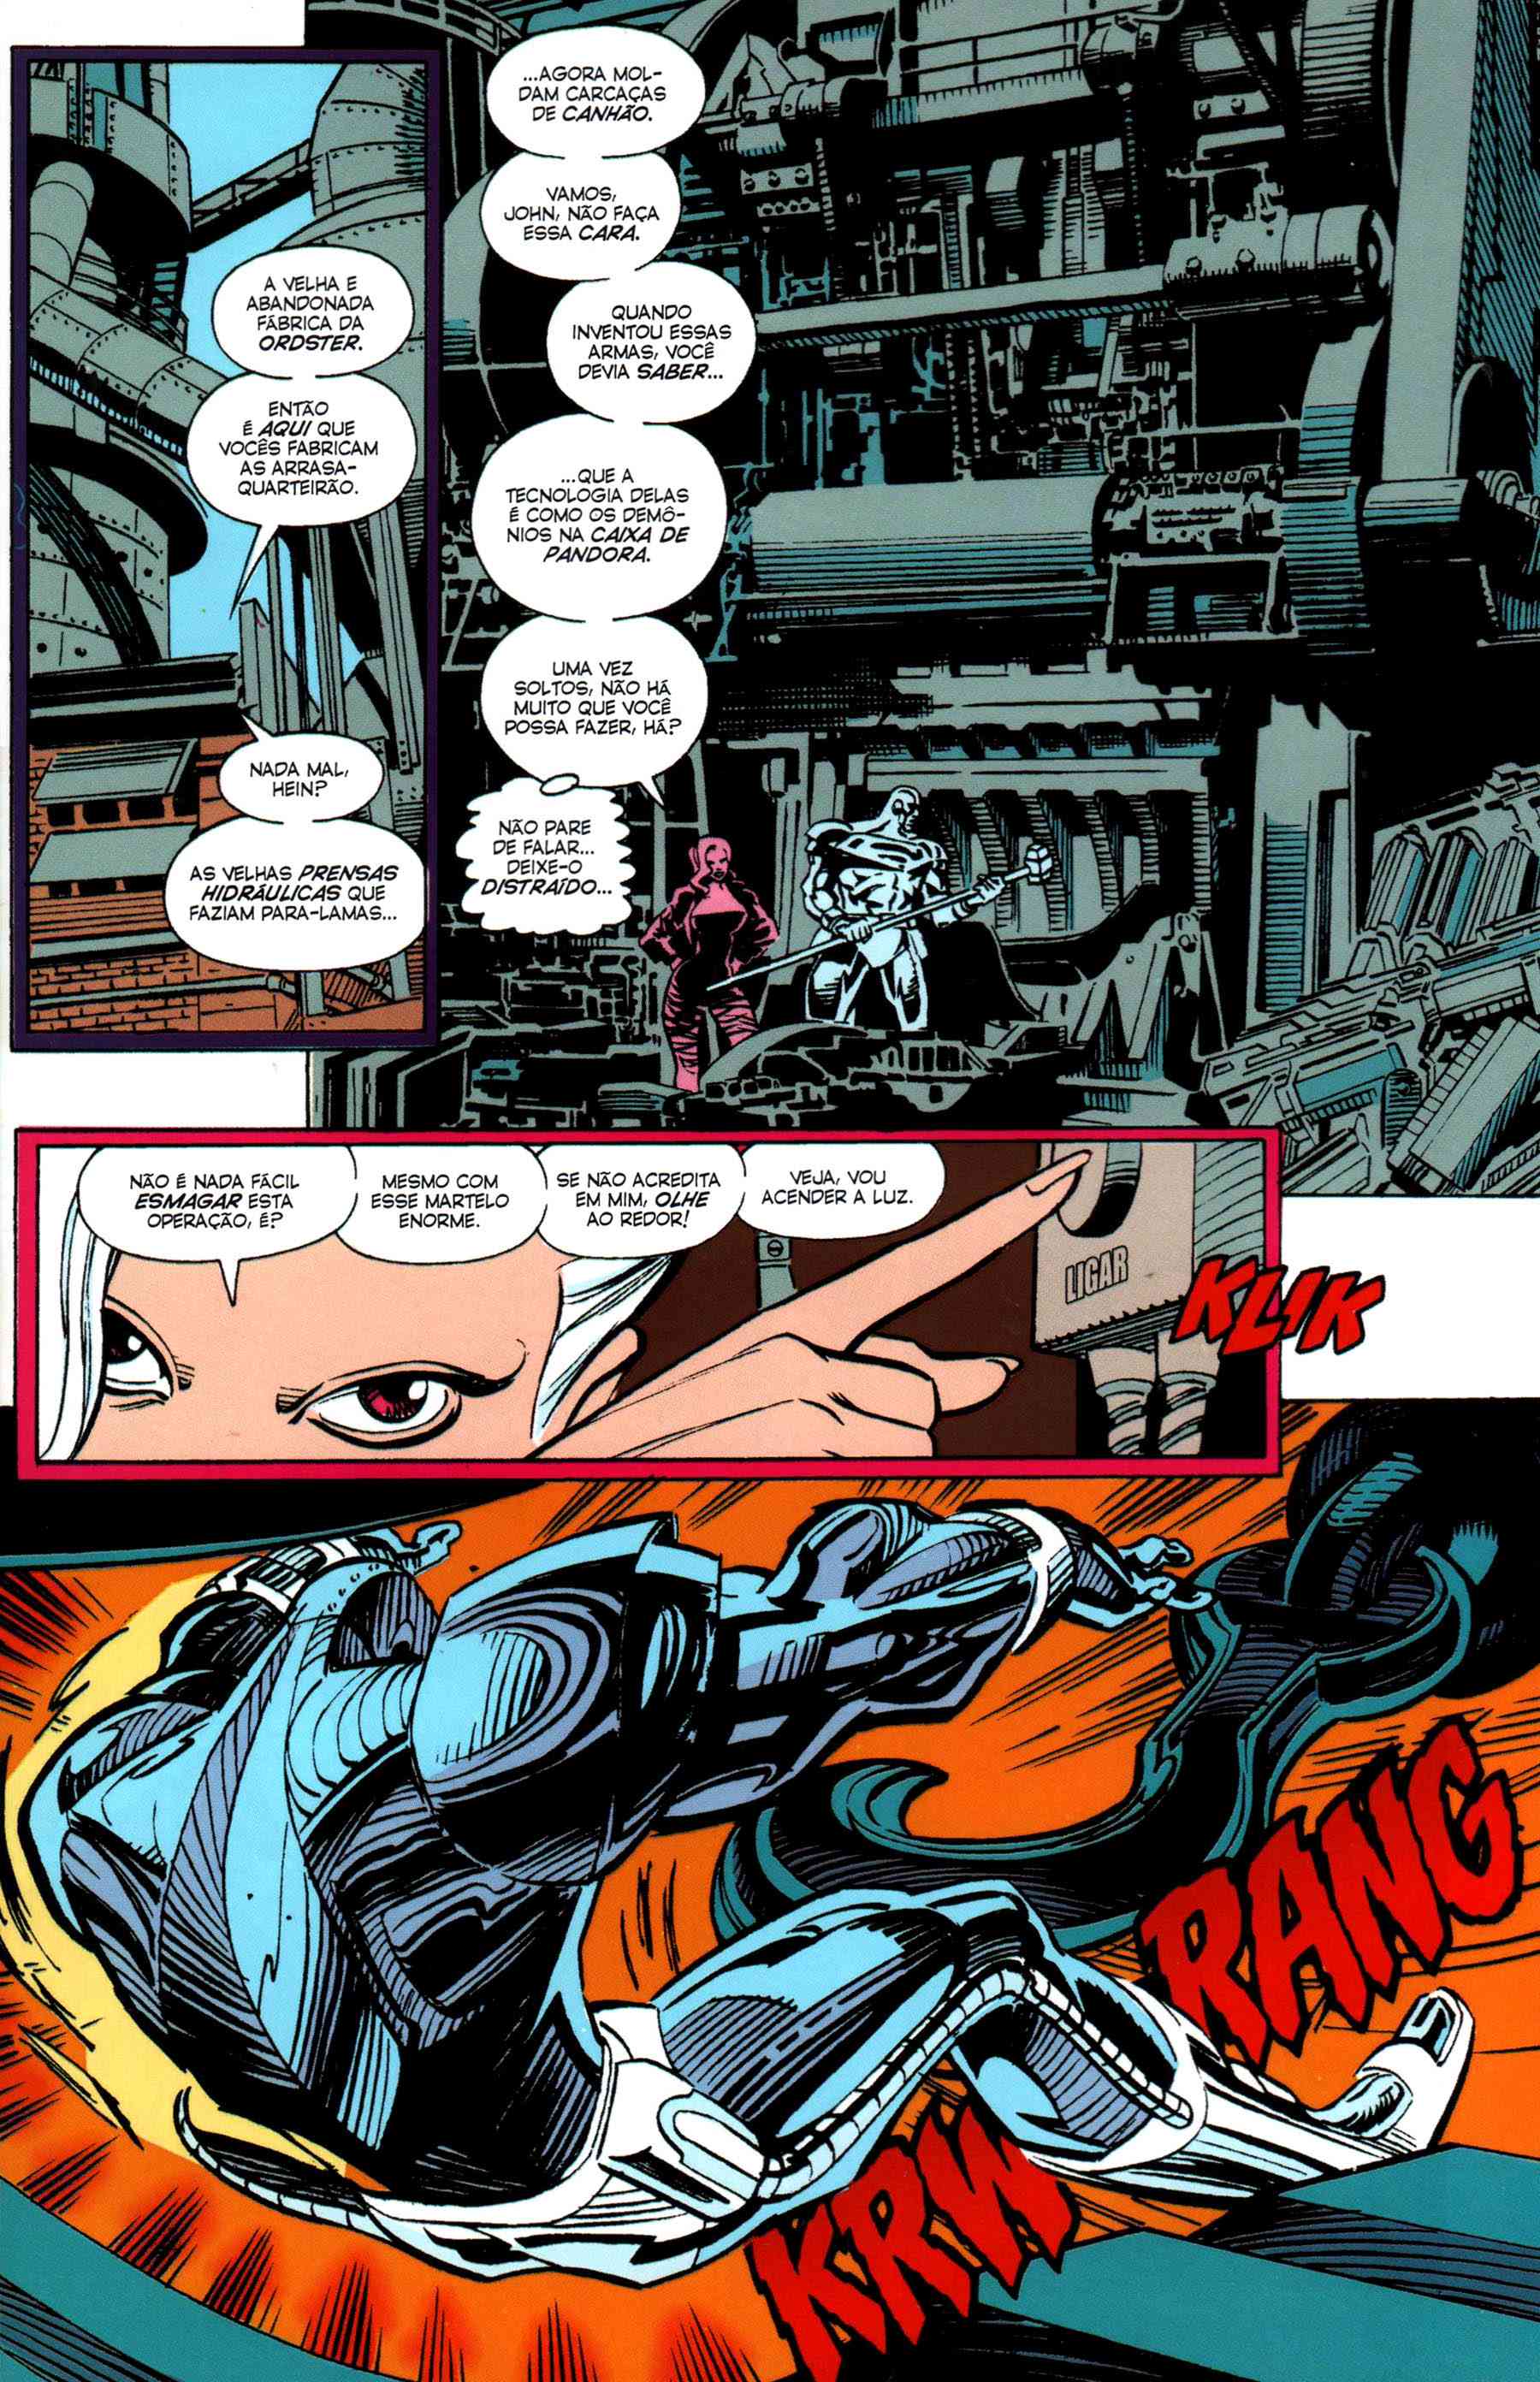 A VELHA E
ABANDONADA
FÁBRICA DA
ORDSTER.
ENTÃO
É AQUI QUE
VOCÊS FABRICAM
AS ARRASA-
QUARTEIRÃO.
NADA MAL,
HEIN?
AS VELHAS PRENSAS
HIDRÁULICAS QUE
FAZIAM PARA-LAMAS...
...AGORA MOL-
DAM CARCAÇAS
DE CANHÃO.
VAMOS,
JOHN, NÃO FAÇA
ESSA CARA.
QUANDO
INVENTOU ESSAS
ARMAS, VOCÊ
DEVIA SABER...
...QUE A
TECNOLOGIA DELAS
É COMO OS DEMÔ-
NIOS NA CAIXA DE
PANDORA.
UMA VEZ
SOLTOS, NÃO HÁ
MUITO QUE VOCÊ
POSSA FAZER, HÁ?
NÃO PARE
DE FALAR...
DEIXE-O
DISTRAÍDO...
NÃO É NADA FÁCIL
ESMAGAR ESTA
OPERAÇÃO, É?
MESMO COM
ESSE MARTELO
ENORME.
SE NÃO ACREDITA
EM MIM, OLHE
AO REDOR!
VEJA, VOU
ACENDER A LUZ.
LIGAR
KLIK
RANG
KRW